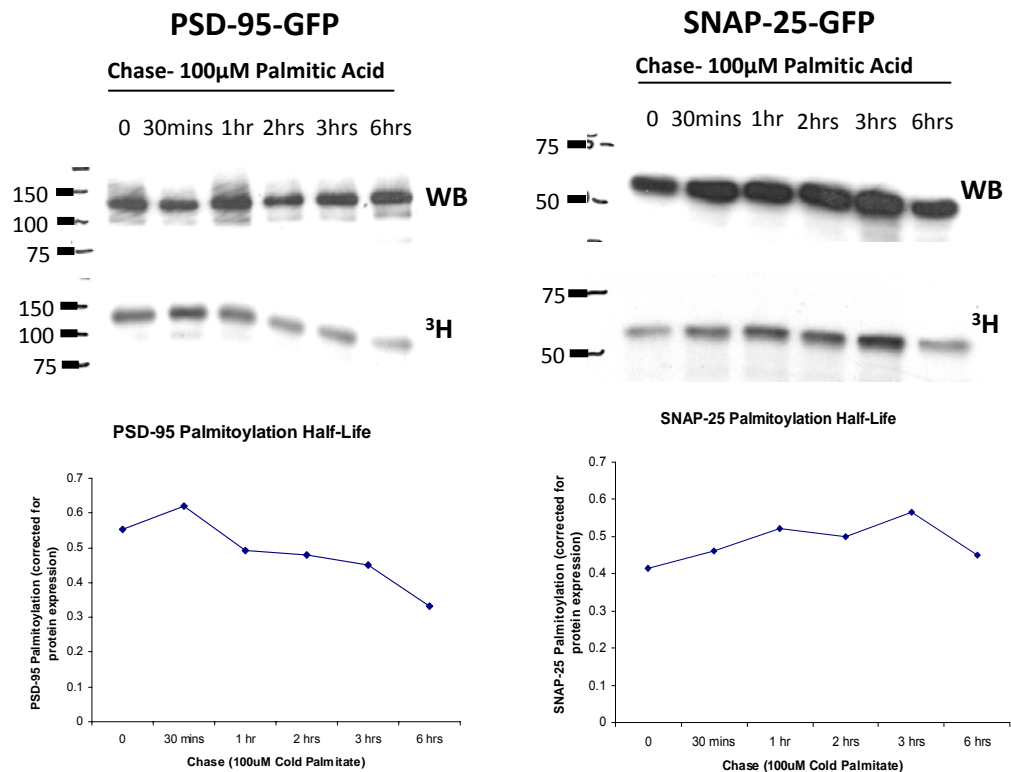 PSD-95-GFP
Chase- 100µM Palmitic Acid
0 30mins 1hr 2hrs 3hrs 6hrs
150
100
75
WB
150
100
75
³H
PSD-95 Palmitoylation Half-Life
PSD-95 Palmitoylation (corrected for
protein expression)
0.7
0.6
0.5
0.4
0.3
0.2
0.1
0
0 30 mins 1 hr 2 hrs 3 hrs 6 hrs
Chase (100uM Cold Palmitate)
SNAP-25-GFP
Chase- 100µM Palmitic Acid
0 30mins 1hr 2hrs 3hrs 6hrs
75
50
WB
75
50
³H
SNAP-25 Palmitoylation Half-Life
SNAP-25 Palmitoylation (corrected for
protein expression)
0.7
0.6
0.5
0.4
0.3
0.2
0.1
0
0 30 mins 1 hr 2 hrs 3 hrs 6 hrs
Chase (100uM Cold Palmitate)